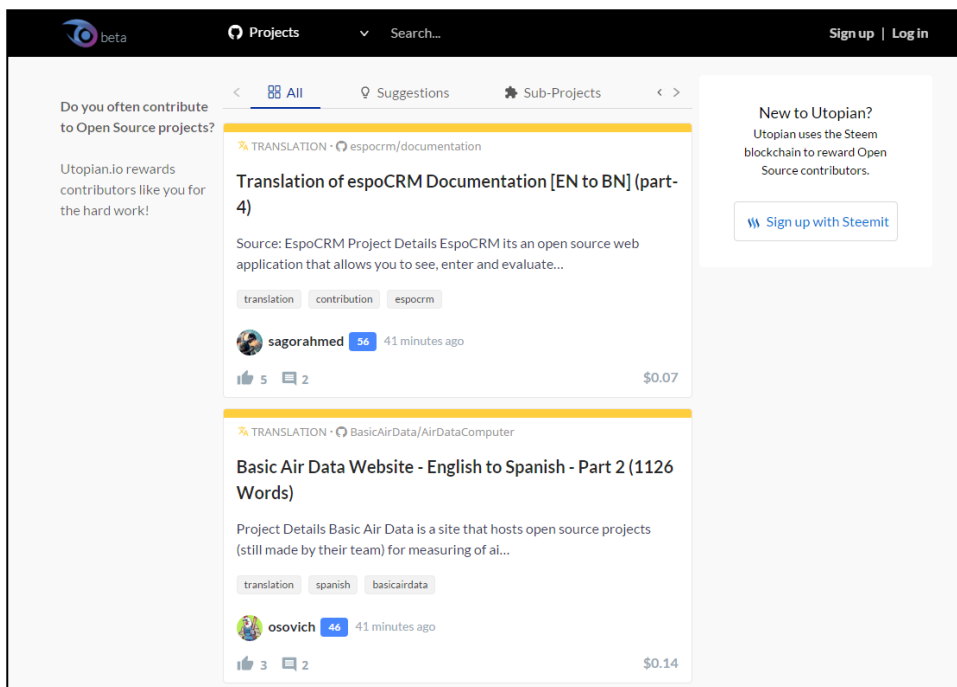 beta
Projects
Search...
Sign up | Log in
Do you often contribute
to Open Source projects?
Utopian.io rewards
contributors like you for
the hard work!
All
Suggestions
Sub-Projects
TRANSLATION • espocrm/documentation
Translation of espoCRM Documentation [EN to BN] (part-
4)
Source: EspoCRM Project Details EspoCRM its an open source web
application that allows you to see, enter and evaluate...
translation contribution espocrm
sagorahmed 56 41 minutes ago
5 2 $0.07
TRANSLATION • BasicAirData/AirDataComputer
Basic Air Data Website - English to Spanish - Part 2 (1126
Words)
Project Details Basic Air Data is a site that hosts open source projects
(still made by their team) for measuring of ai...
translation spanish basicairdata
osovich 46 41 minutes ago
3 2 $0.14
New to Utopian?
Utopian uses the Steem
blockchain to reward Open
Source contributors.
Sign up with Steemit